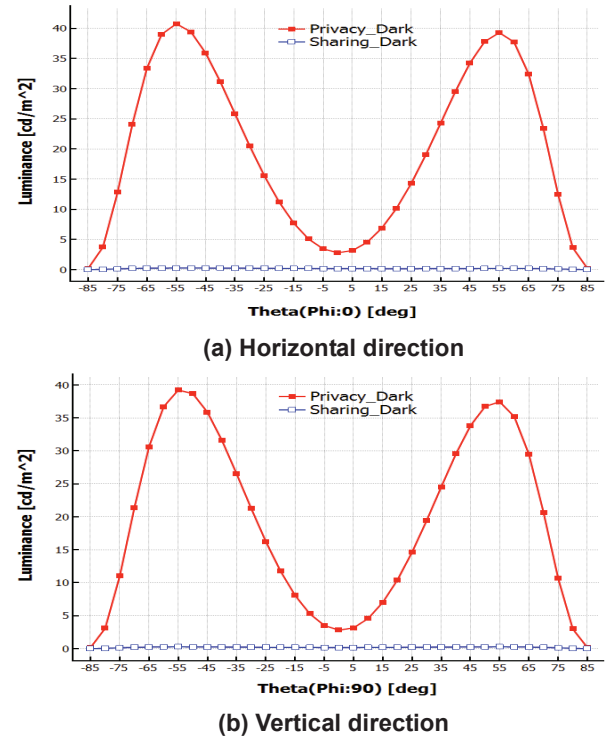 Privacy_Dark
Sharing_Dark
Luminance [cd/m^2]
40
35
30
25
20
15
10
5
0
-85 -75 -65 -55 -45 -35 -25 -15 -5 5 15 25 35 45 55 65 75 85
Theta(Phi:0) [deg]
(a) Horizontal direction
Privacy_Dark
Sharing_Dark
Luminance [cd/m^2]
40
35
30
25
20
15
10
5
0
-85 -75 -65 -55 -45 -35 -25 -15 -5 5 15 25 35 45 55 65 75 85
Theta(Phi:90) [deg]
(b) Vertical direction